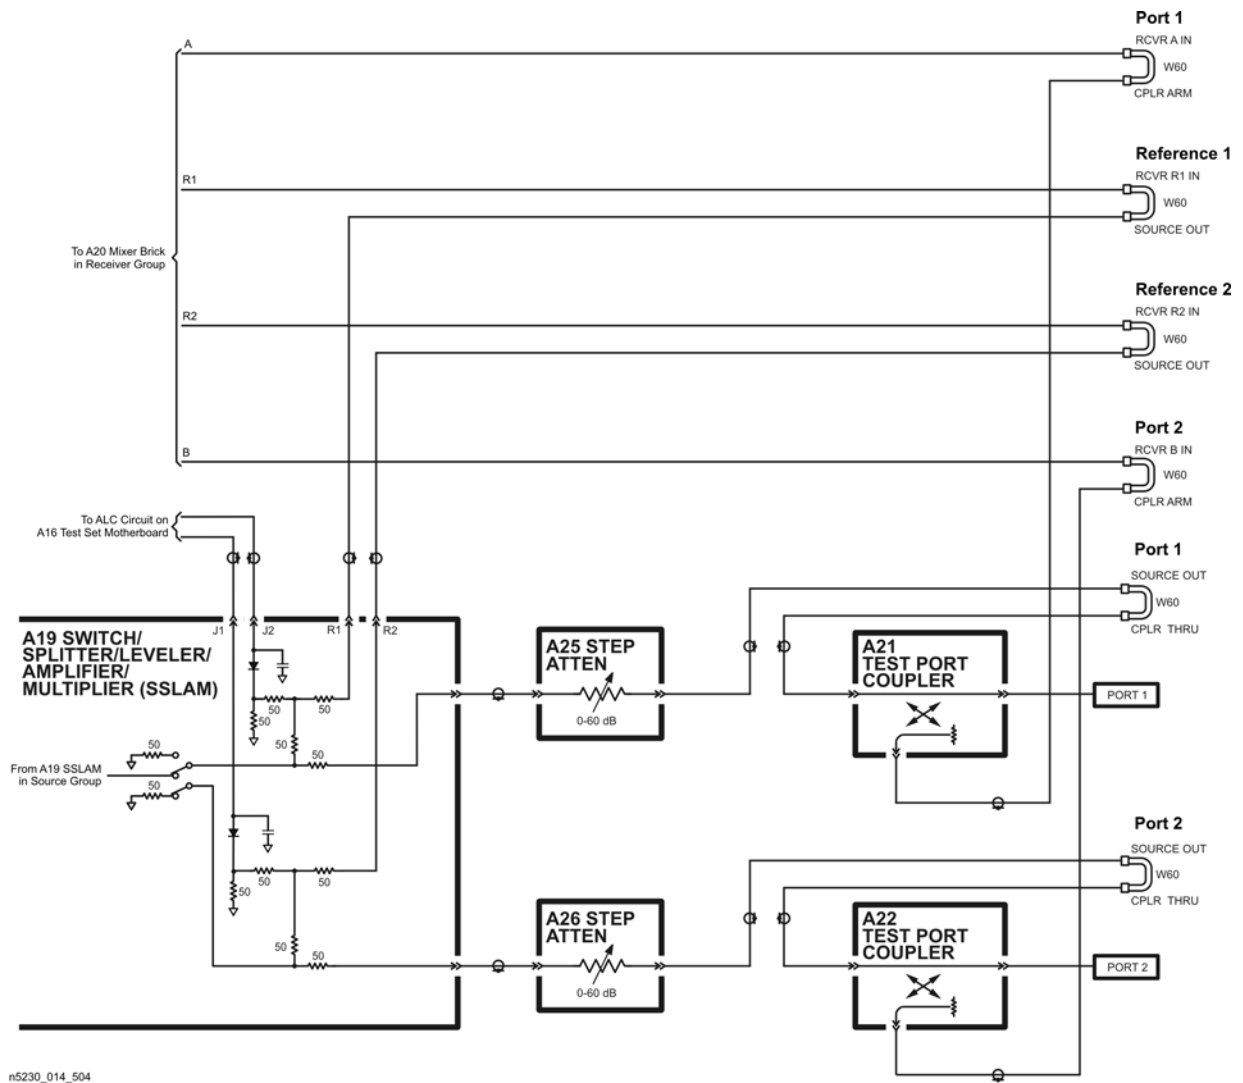 Port 1
A
RCVR A IN
W60
CPLR ARM
Reference 1
R1
RCVR R1 IN
W60
SOURCE OUT
To A20 Mixer Brick
in Receiver Group
Reference 2
R2
RCVR R2 IN
W60
SOURCE OUT
Port 2
B
RCVR B IN
W60
CPLR ARM
To ALC Circuit on
A16 Test Set Motherboard
Port 1
SOURCE OUT
W60
CPLR THRU
J1
J2
R1
R2
A19 SWITCH/
SPLITTER/LEVELER/
AMPLIFIER/
MULTIPLIER (SSLAM)
A25 STEP
ATTEN
0-60 dB
A21
TEST PORT
COUPLER
PORT 1
50
50
50
50
50
50
50
From A19 SSLAM
in Source Group
Port 2
SOURCE OUT
W60
CPLR THRU
50
50
50
50
50
A26 STEP
ATTEN
0-60 dB
A22
TEST PORT
COUPLER
PORT 2
n5230_014_504